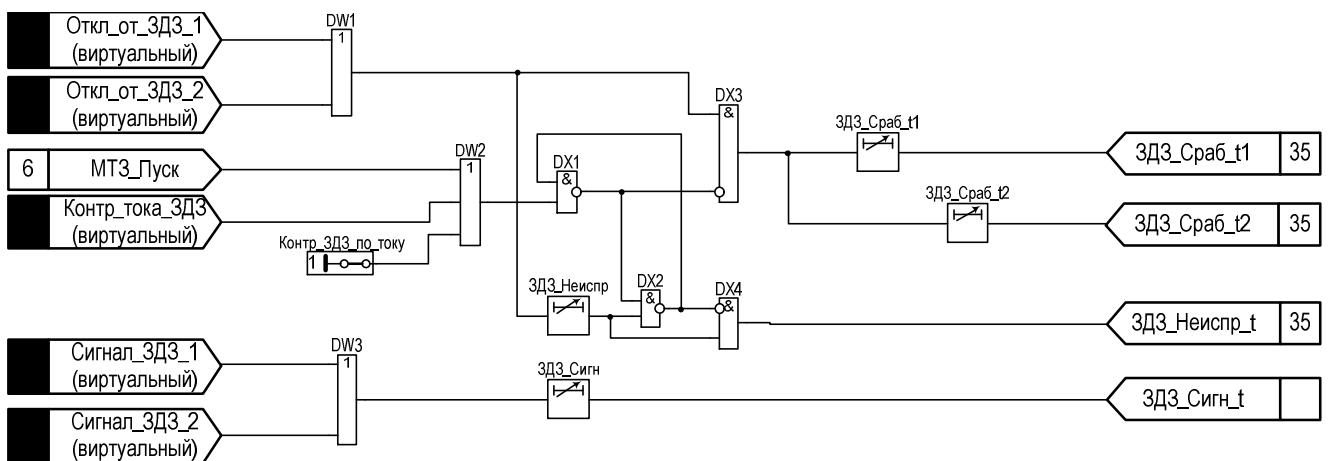 Откл_от_ЗДЗ_1
(виртуальный)
DW1
1
Откл_от_ЗДЗ_2
(виртуальный)
6 МТЗ_Пуск
DW2
1
Контр_тока_ЗДЗ
(виртуальный)
Контр_ЗДЗ_по_току
1
DX1
&
DX3
&
ЗДЗ_Сраб_t1
ЗДЗ_Сраб_t1 35
ЗДЗ_Сраб_t2
ЗДЗ_Сраб_t2 35
ЗДЗ_Неиспр
DX2
&
DX4
&
ЗДЗ_Неиспр_t 35
Сигнал_ЗДЗ_1
(виртуальный)
DW3
1
Сигнал_ЗДЗ_2
(виртуальный)
ЗДЗ_Сигн
ЗДЗ_Сигн_t